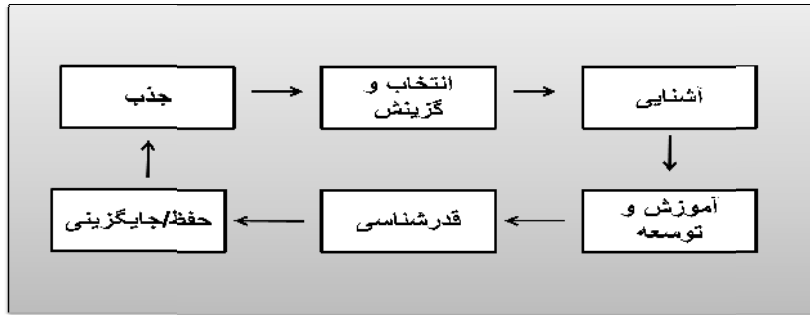 جذب
انتخاب و
گزینش
آشنایی
آموزش و
توسعه
قدرشناسی
حفظ/جایگزینی